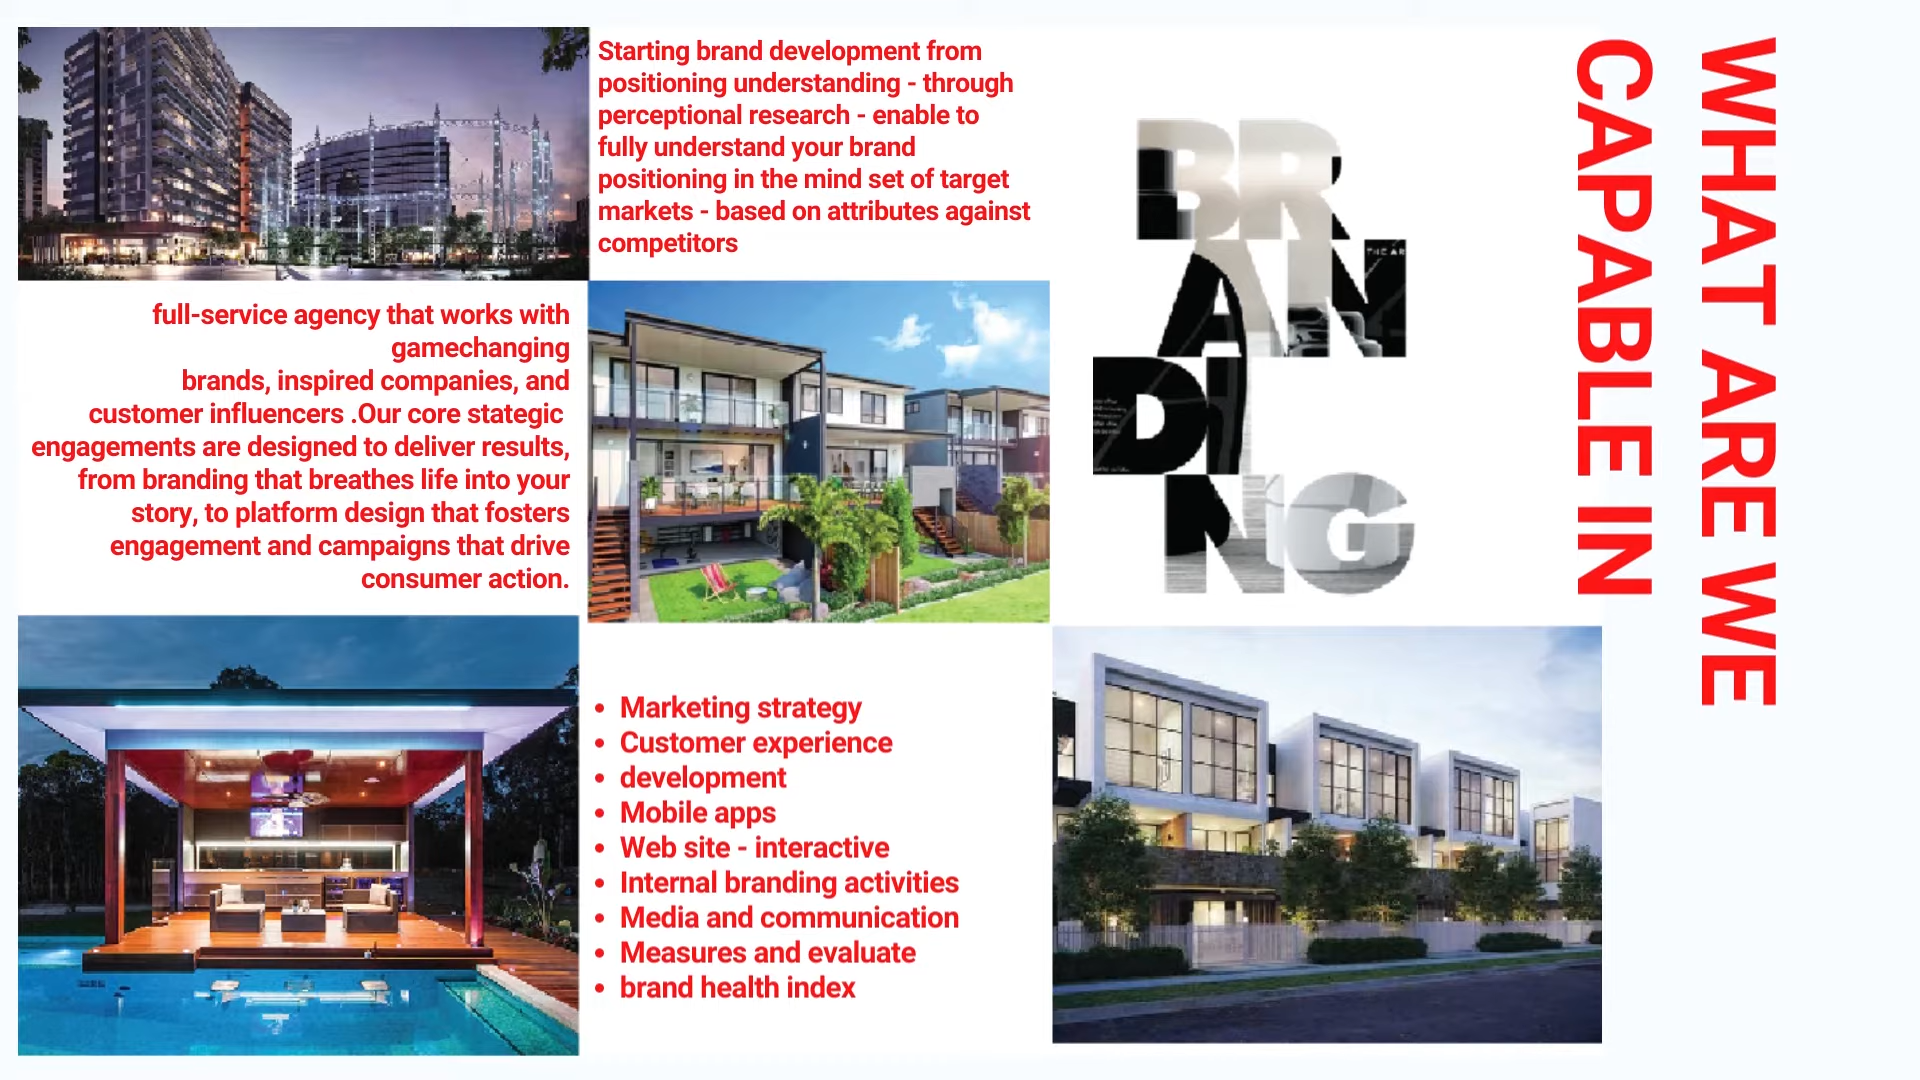 WHAT ARE WE
CAPABLE IN
Starting brand development from
positioning understanding - through
perceptional research - enable to
fully understand your brand
positioning in the mind set of target
markets - based on attributes against
competitors
full-service agency that works with
gamechanging
brands, inspired companies, and
customer influencers .Our core stategic
engagements are designed to deliver results,
from branding that breathes life into your
story, to platform design that fosters
engagement and campaigns that drive
consumer action.
BR
AN
DI
NG
THE AR
• Marketing strategy
• Customer experience
• development
• Mobile apps
• Web site - interactive
• Internal branding activities
• Media and communication
• Measures and evaluate
• brand health index